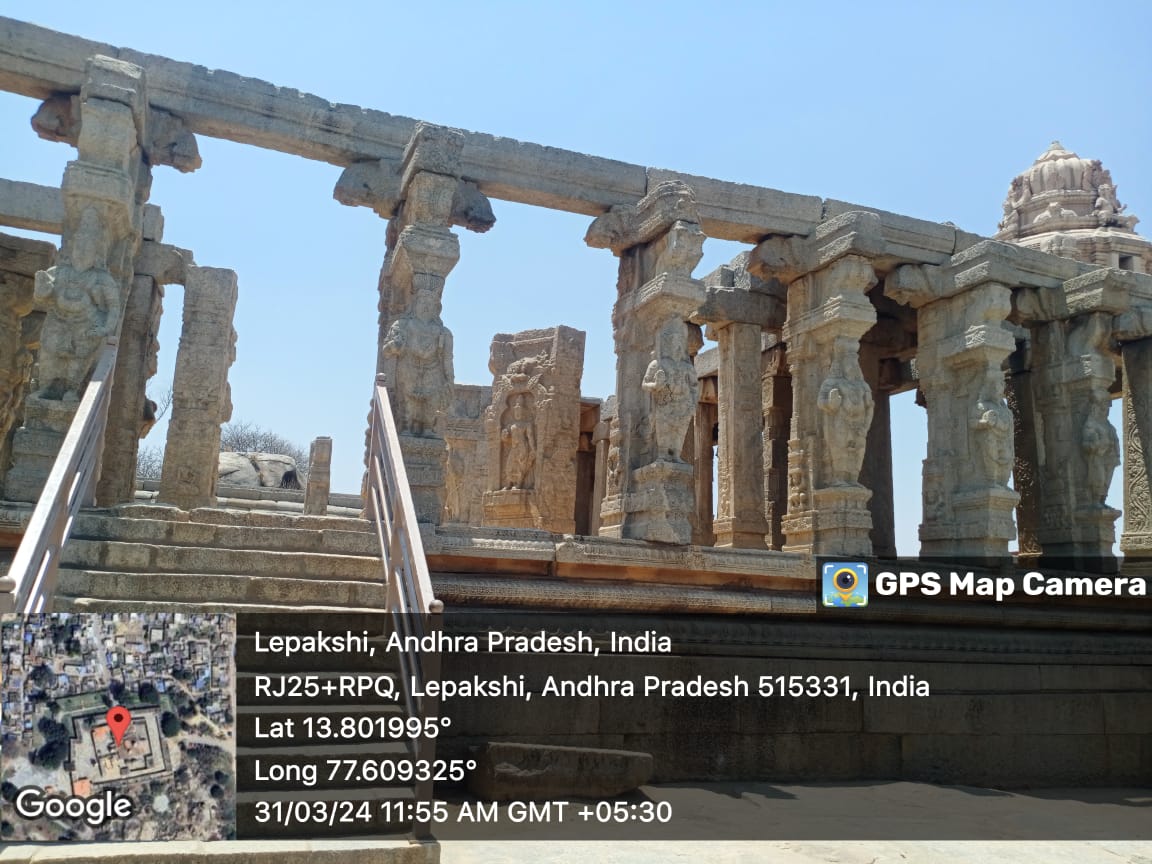 GPS Map Camera
Lepakshi, Andhra Pradesh, India
RJ25+RPQ, Lepakshi, Andhra Pradesh 515331, India
Lat 13.801995°
Long 77.609325°
31/03/24 11:55 AM GMT +05:30
Google